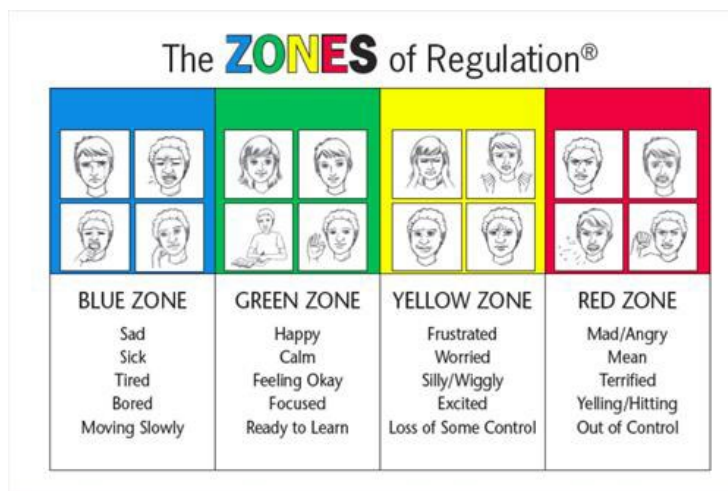 The ZONES of Regulation®
BLUE ZONE
Sad
Sick
Tired
Bored
Moving Slowly
GREEN ZONE
Happy
Calm
Feeling Okay
Focused
Ready to Learn
YELLOW ZONE
Frustrated
Worried
Silly/Wiggly
Excited
Loss of Some Control
RED ZONE
Mad/Angry
Mean
Terrified
Yelling/Hitting
Out of Control